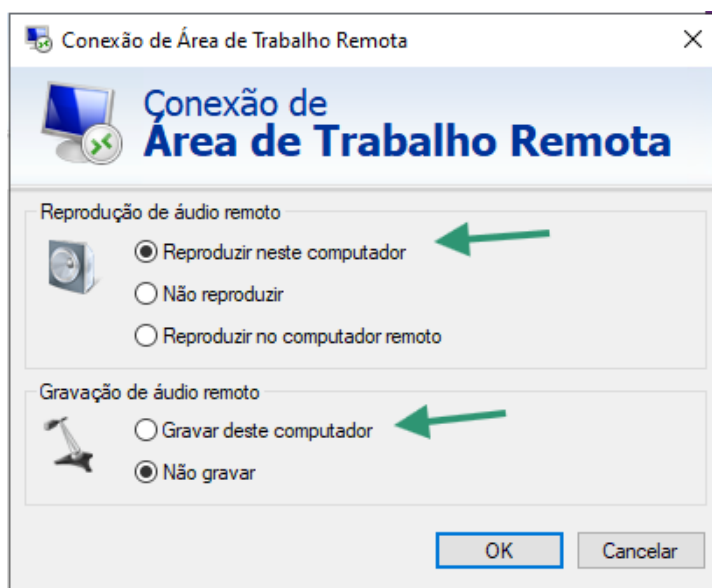 Conexão de Área de Trabalho Remota
Conexão de
Área de Trabalho Remota
Reprodução de áudio remoto
Reproduzir neste computador
Não reproduzir
Reproduzir no computador remoto
Gravação de áudio remoto
Gravar deste computador
Não gravar
OK
Cancelar